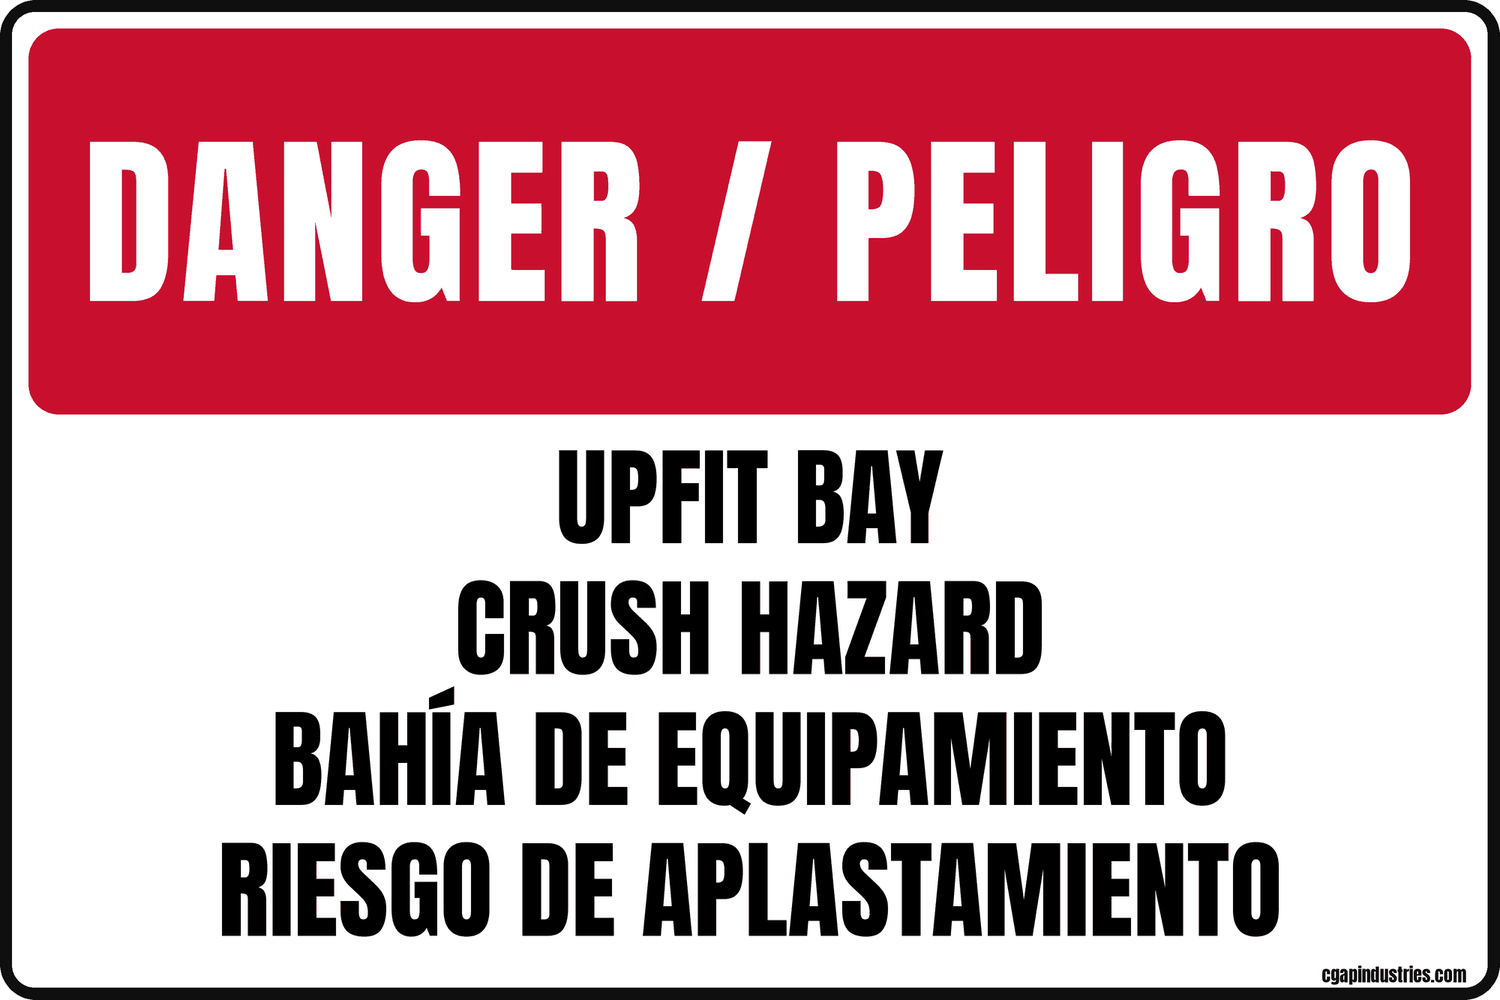 DANGER / PELIGRO
UPFIT BAY
CRUSH HAZARD
BAHÍA DE EQUIPAMIENTO
RIESGO DE APLASTAMIENTO
cgapindustries.com